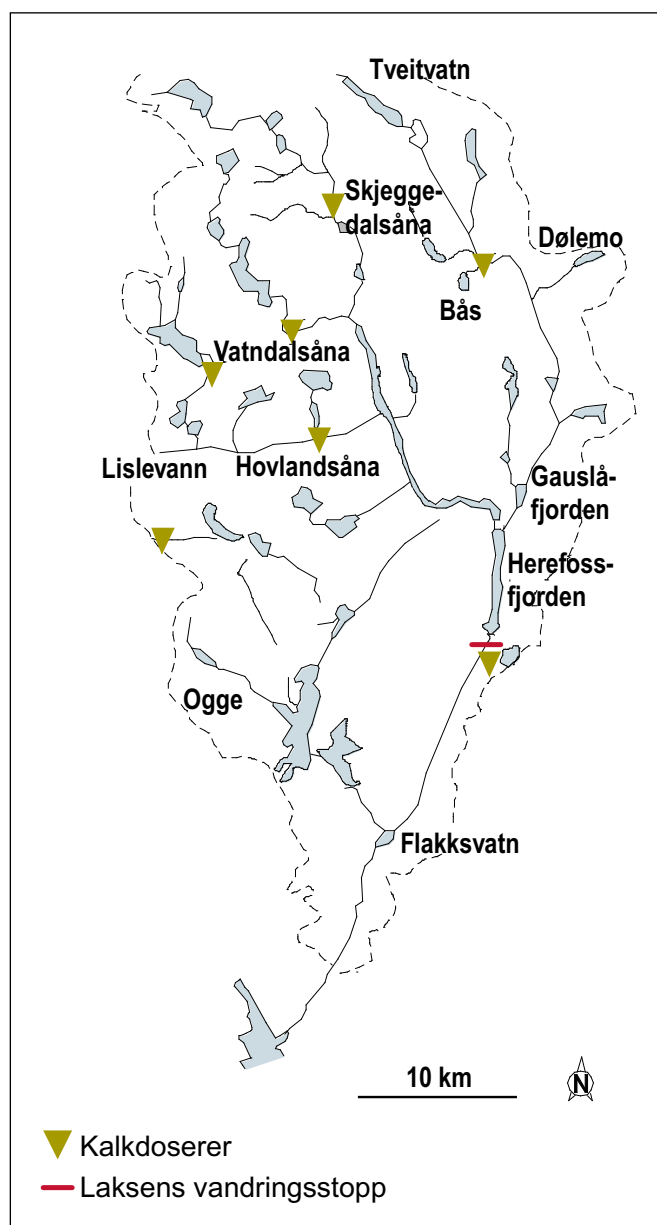 Tveitvatn
Skjegge-
dalsåna
Dølemo
Bås
Vatndalsåna
Lislevann
Hovlandsåna
Gauslå-
fjorden
Herefoss-
fjorden
Ogge
Flakksvatn
10 km
N
Kalkdoserer
Laksens vandringsstopp